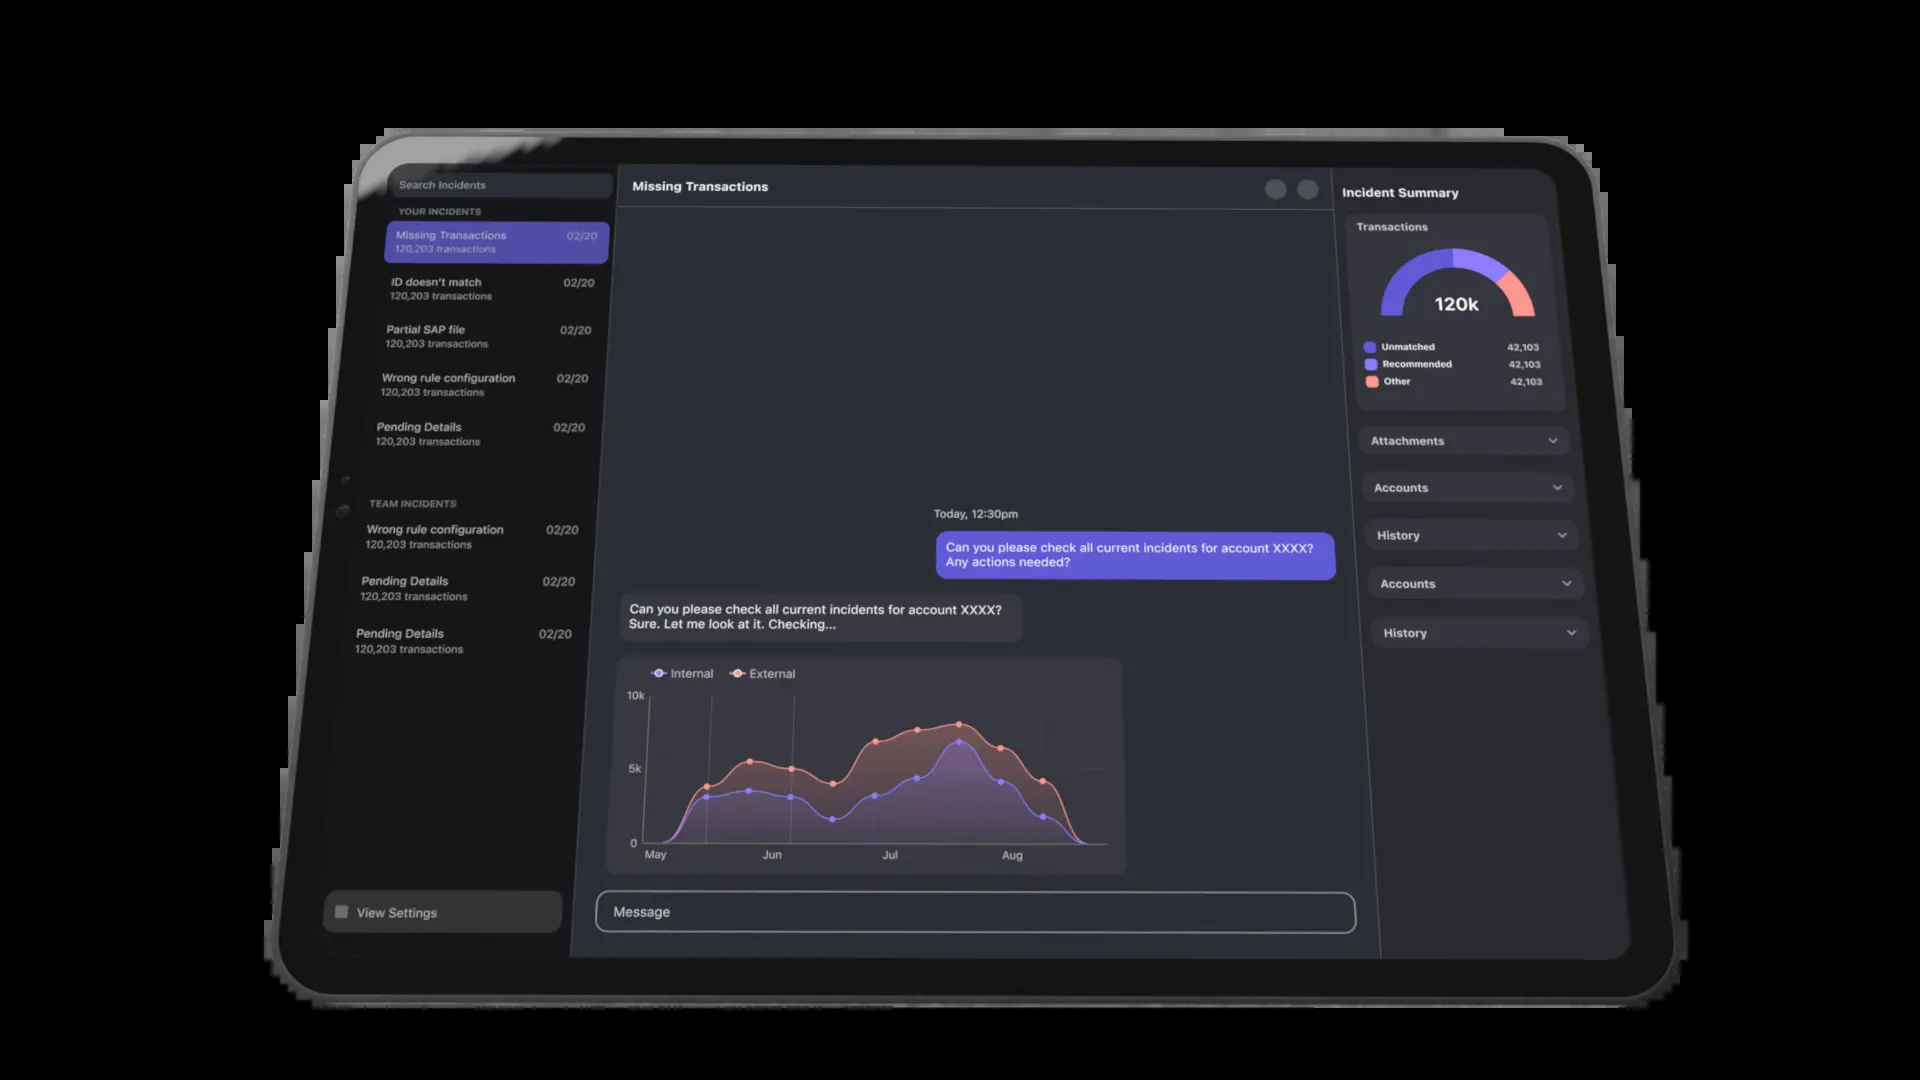 Search Incidents
YOUR INCIDENTS
Missing Transactions 02/20
120,203 transactions
ID doesn't match 02/20
120,203 transactions
Partial SAP file 02/20
120,203 transactions
Wrong rule configuration 02/20
120,203 transactions
Pending Details 02/20
120,203 transactions
TEAM INCIDENTS
Wrong rule configuration 02/20
120,203 transactions
Pending Details 02/20
120,203 transactions
Pending Details 02/20
120,203 transactions
View Settings
Missing Transactions
Today, 12:30pm
Can you please check all current incidents for account XXXX?
Any actions needed?
Can you please check all current incidents for account XXXX?
Sure. Let me look at it. Checking...
Internal External
10k
5k
0
May Jun Jul Aug
Message
Incident Summary
Transactions
120k
Unmatched 42,103
Recommended 42,103
Other 42,103
Attachments
Accounts
History
Accounts
History